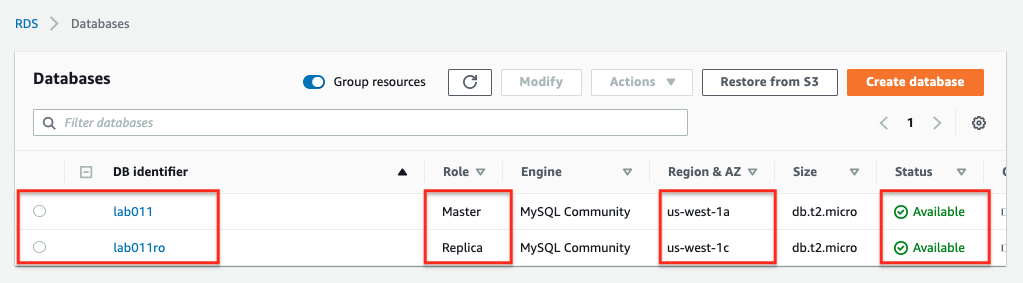 RDS > Databases
Databases
Group resources
Modify
Actions
Restore from S3
Create database
Filter databases
1
DB identifier
Role
Engine
Region & AZ
Size
Status
lab011 Master MySQL Community us-west-1a db.t2.micro Available
lab011ro Replica MySQL Community us-west-1c db.t2.micro Available